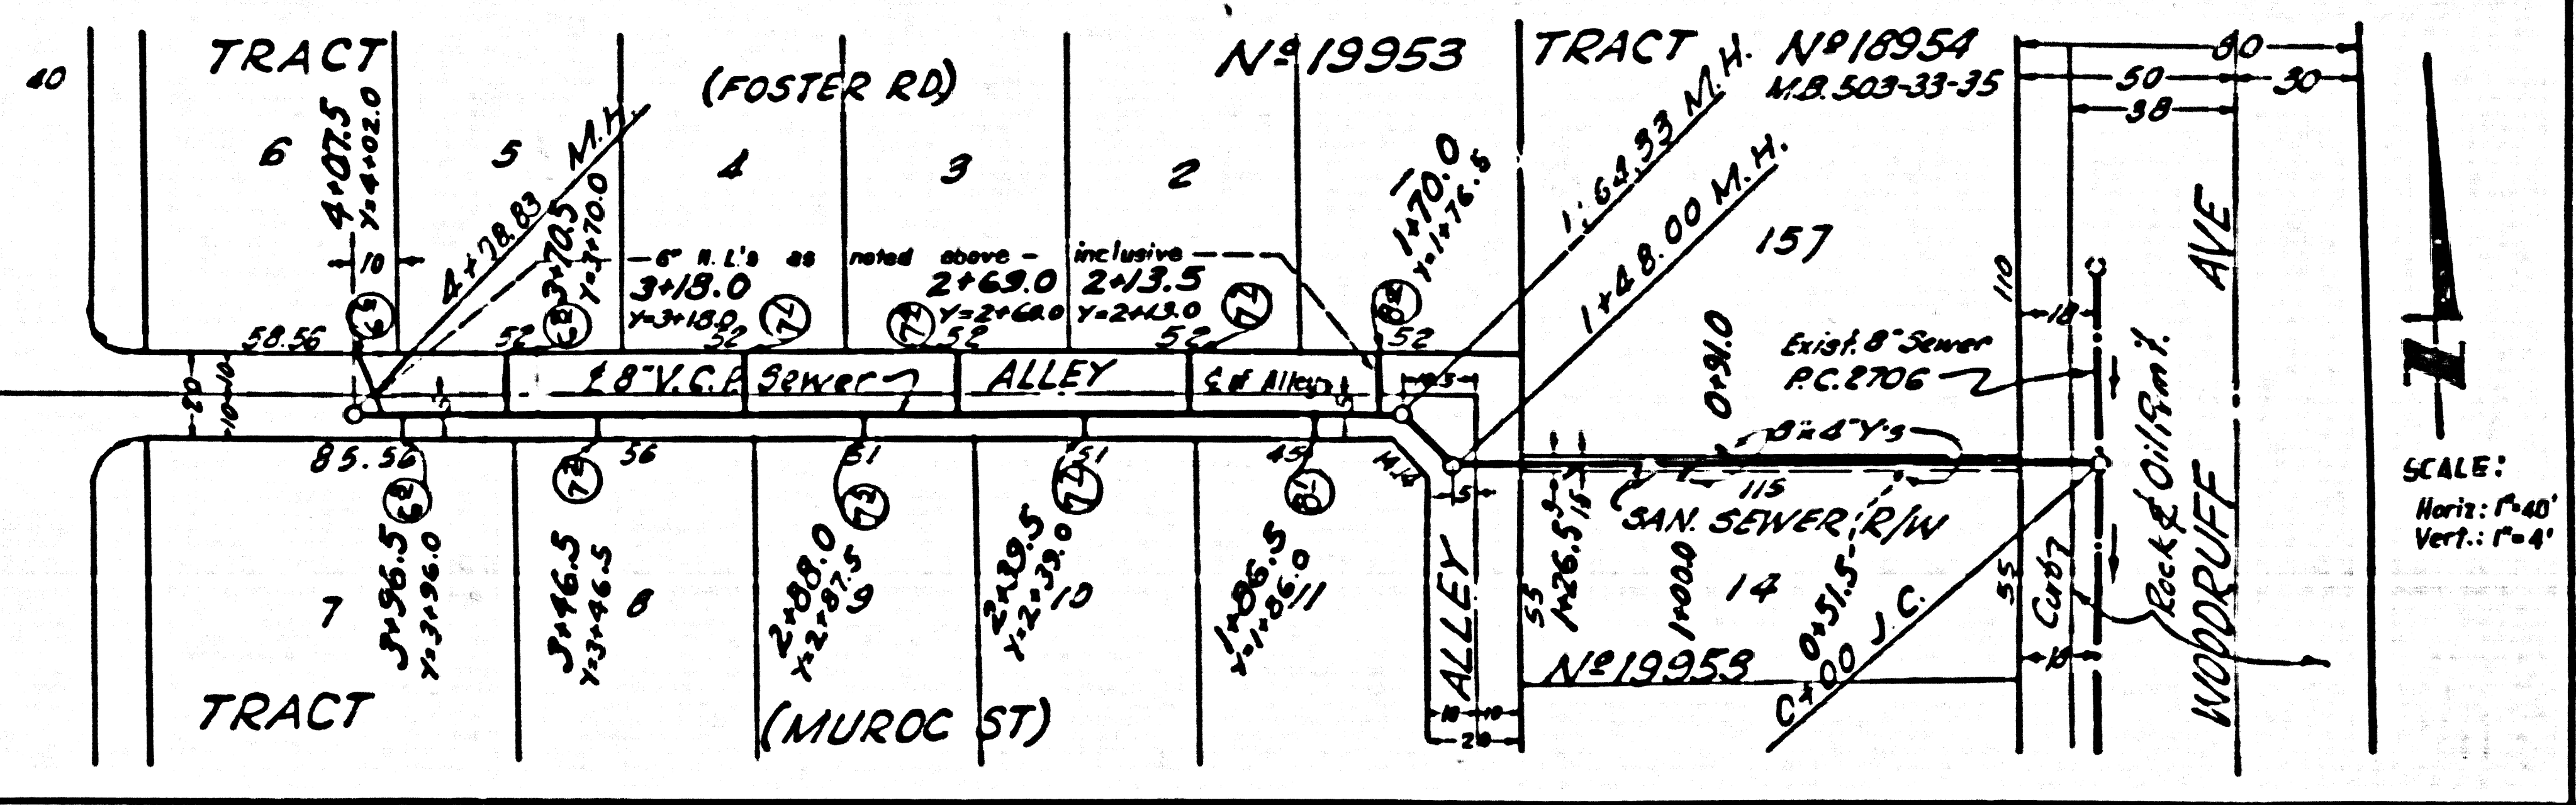 TRACT
Nº 19953
TRACT Nº 18954
M.B. 503-33-35
(FOSTER RD.)
40
80
50
30
38
6
5
4
3
2
1
4+07.5
Y=4+02.0
10
4+78.83 M.H.
3+70.5
Y=3+70.0
6" H.L's as noted above - inclusive
3+18.0
Y=3+18.0
2+69.0
2+13.5
1+70.0
Y=1+76.5
1+64.33 M.H.
1+48.00 M.H.
157
110
AVE
0+91.0
Exist. 8" Sewer
P.C. 2706
18
58.56
52
52
52
52
52
8" V.C.P. Sewer
ALLEY
℄ of Alley
20
10
10
8"x4" Y's
115
SAN. SEWER R/W
5
15
85.56
56
51
51
45
3+96.5
Y=3+96.0
3+46.5
Y=3+46.5
2+88.0
Y=2+87.5
2+39.5
Y=2+39.0
1+86.5
Y=1+86.0
7
8
9
10
11
ALLEY
55
1+26.5
1+00.0
14
0+51.5
0+00 J.C.
55
Curb
Rock & Oil Pm't.
WOODRUFF
SCALE:
Horiz: 1"=40'
Vert.: 1"=4'
Nº 19953
18
TRACT
(MUROC ST)
10 10
20